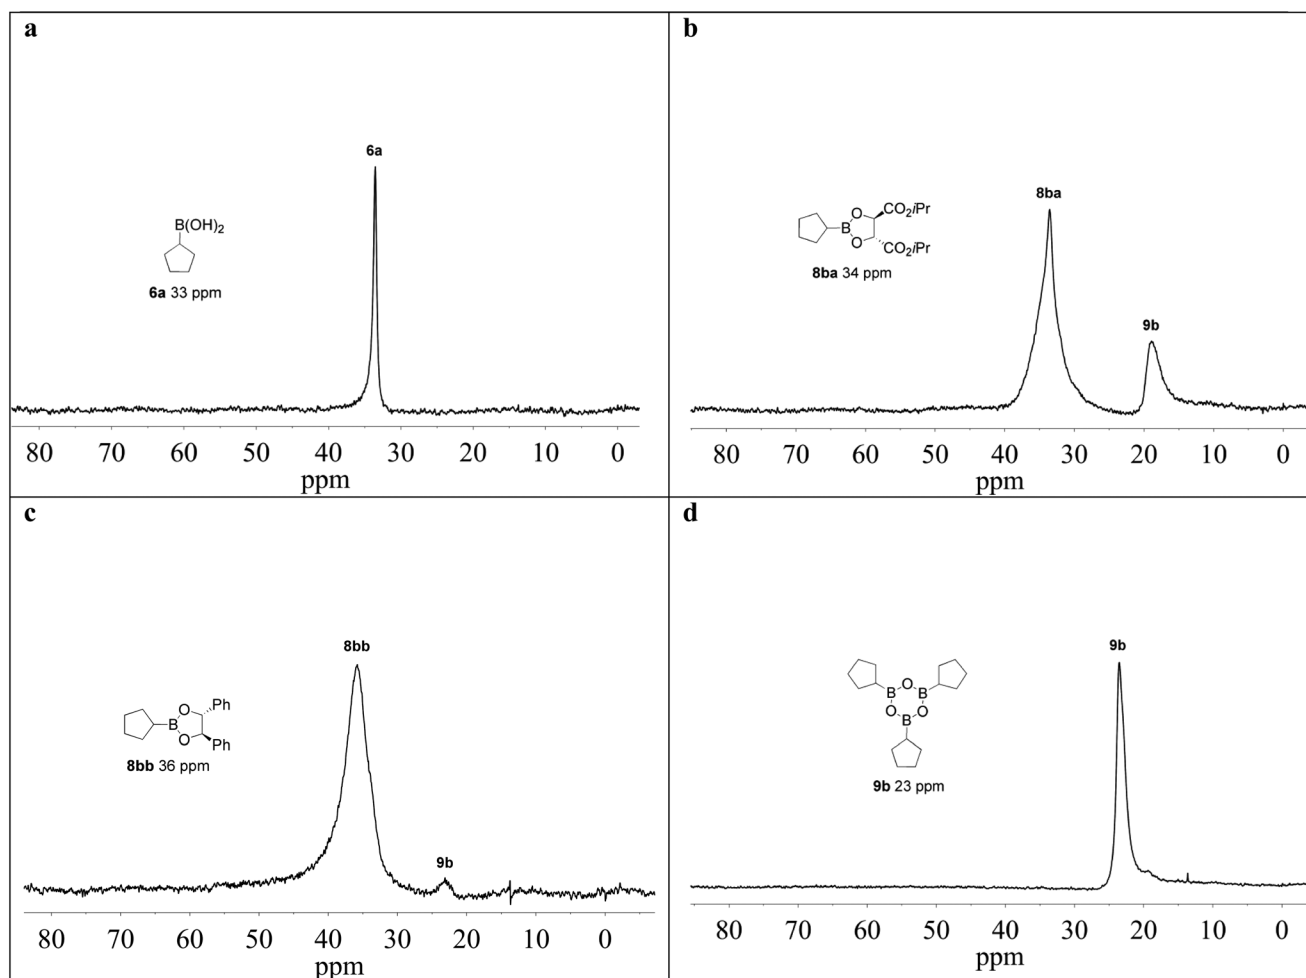 a
6a
B(OH)2
6a 33 ppm
80 70 60 50 40 30 20 10 0
ppm
b
8ba
O CO2iPr
B
O CO2iPr
8ba 34 ppm
9b
80 70 60 50 40 30 20 10 0
ppm
c
8bb
O Ph
B
O Ph
8bb 36 ppm
9b
80 70 60 50 40 30 20 10 0
ppm
d
9b
O
B B
O O
B
9b 23 ppm
80 70 60 50 40 30 20 10 0
ppm